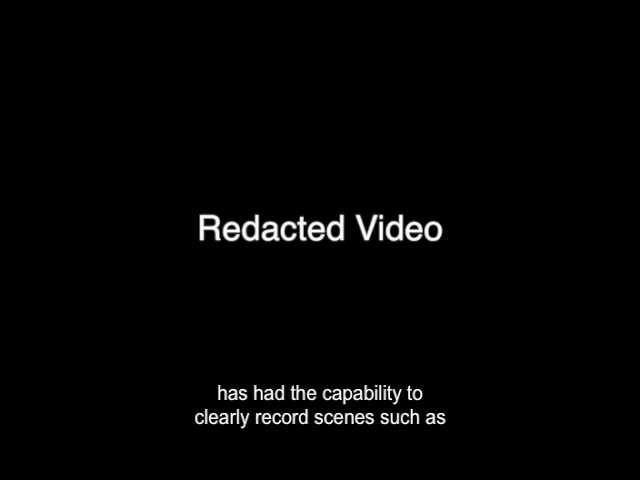 Redacted Video
has had the capability to
clearly record scenes such as